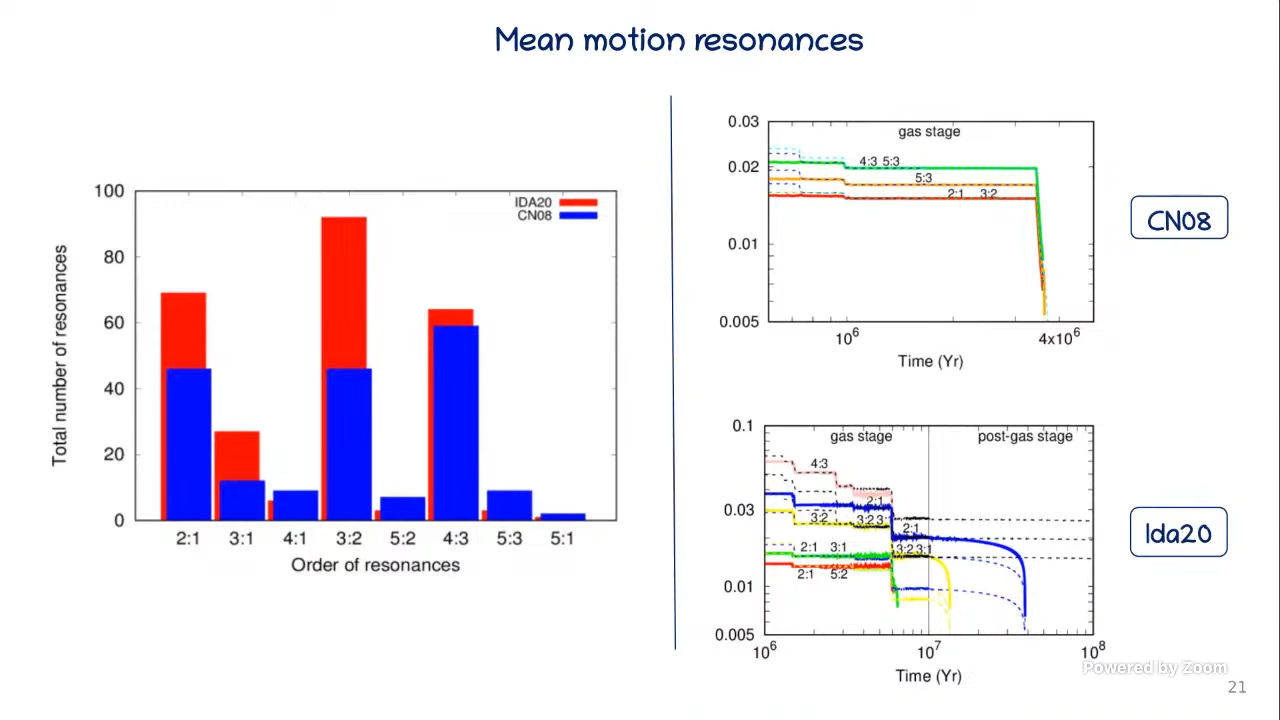 Mean motion resonances
100
80
60
40
20
0
Total number of resonances
IDA20
CN08
2:1 3:1 4:1 3:2 5:2 4:3 5:3 5:1
Order of resonances
0.03
0.02
0.01
0.005
gas stage
4:3 5:3
5:3
2:1 3:2
10⁶ 4x10⁶
Time (Yr)
CN08
0.1
0.03
0.01
0.005
gas stage post-gas stage
4:3
2:1
3:2 3:2 3:
2:1
3:2 3:1
2:1 3:1
2:1 5:2
10⁶ 10⁷ 10⁸
Time (Yr)
Ida20
Powered by Zoom
21